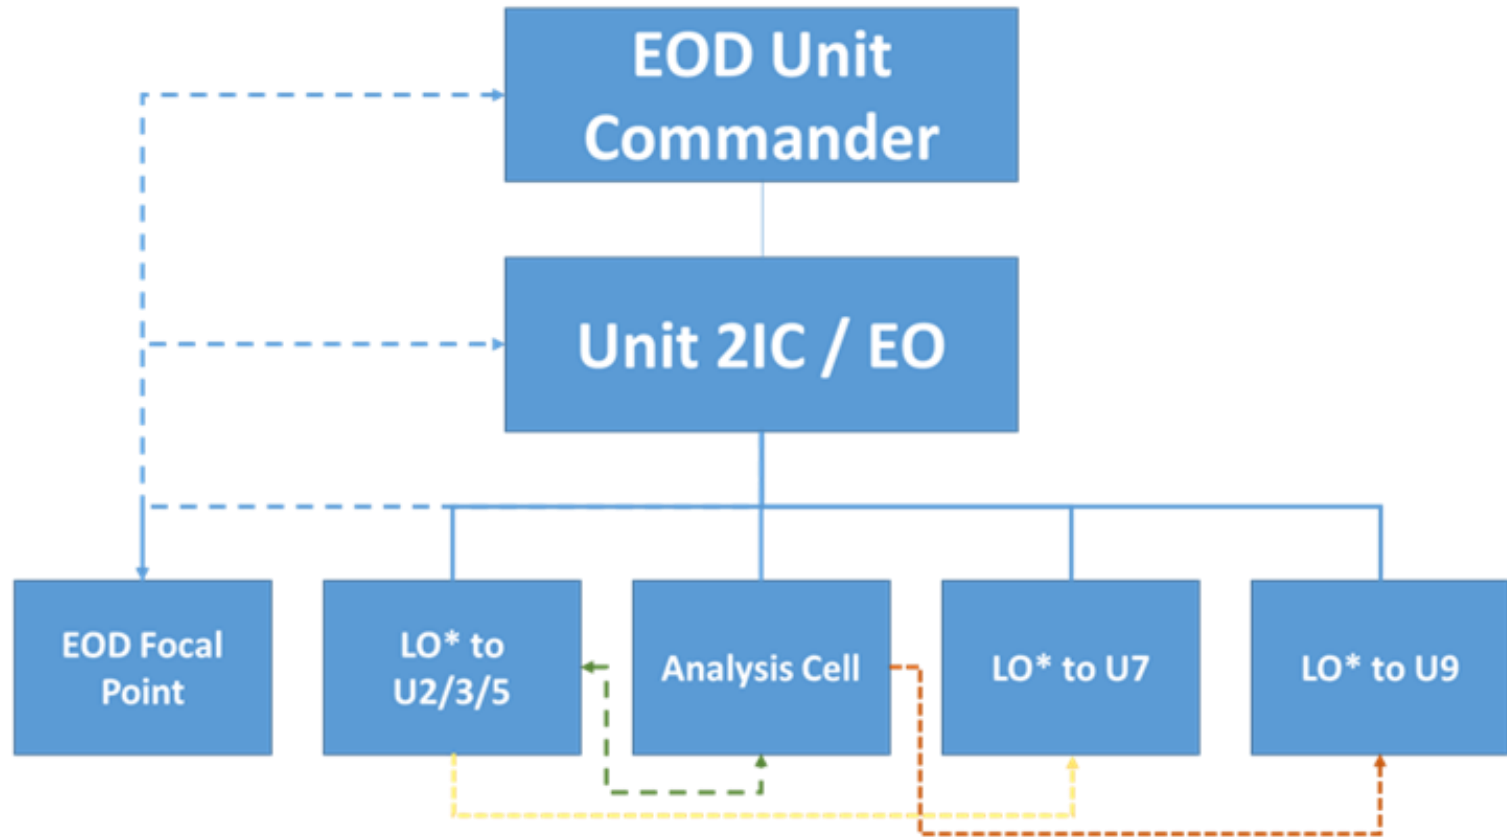 EOD Unit
Commander
Unit 2IC / EO
EOD Focal
Point
LO* to
U2/3/5
Analysis Cell
LO* to U7
LO* to U9